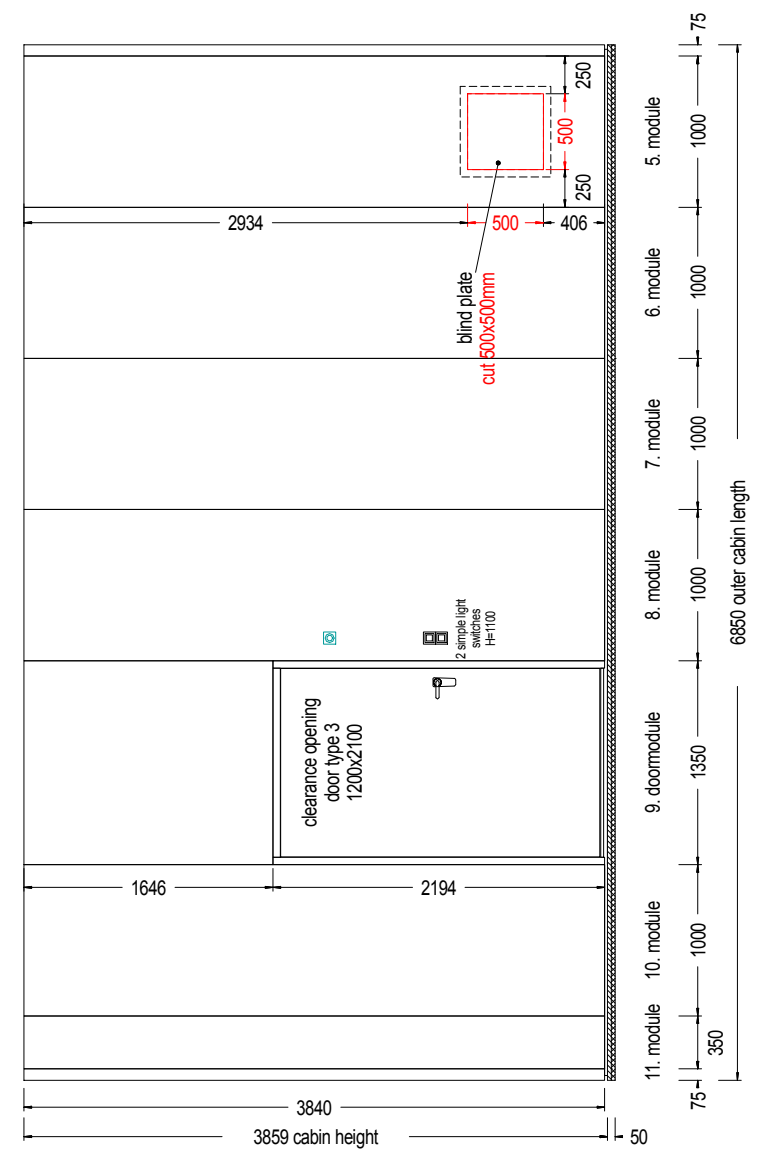 75
250
500
250
1000
5. module
2934
500
406
blind plate
cut 500x500mm
6. module
1000
7. module
1000
8. module
1000
6850 outer cabin length
2 simple light
switches
H=1100
clearance opening
door type 3
1200x2100
9. doormodule
1350
1646
2194
10. module
1000
11. module
350
75
3840
3859 cabin height
50